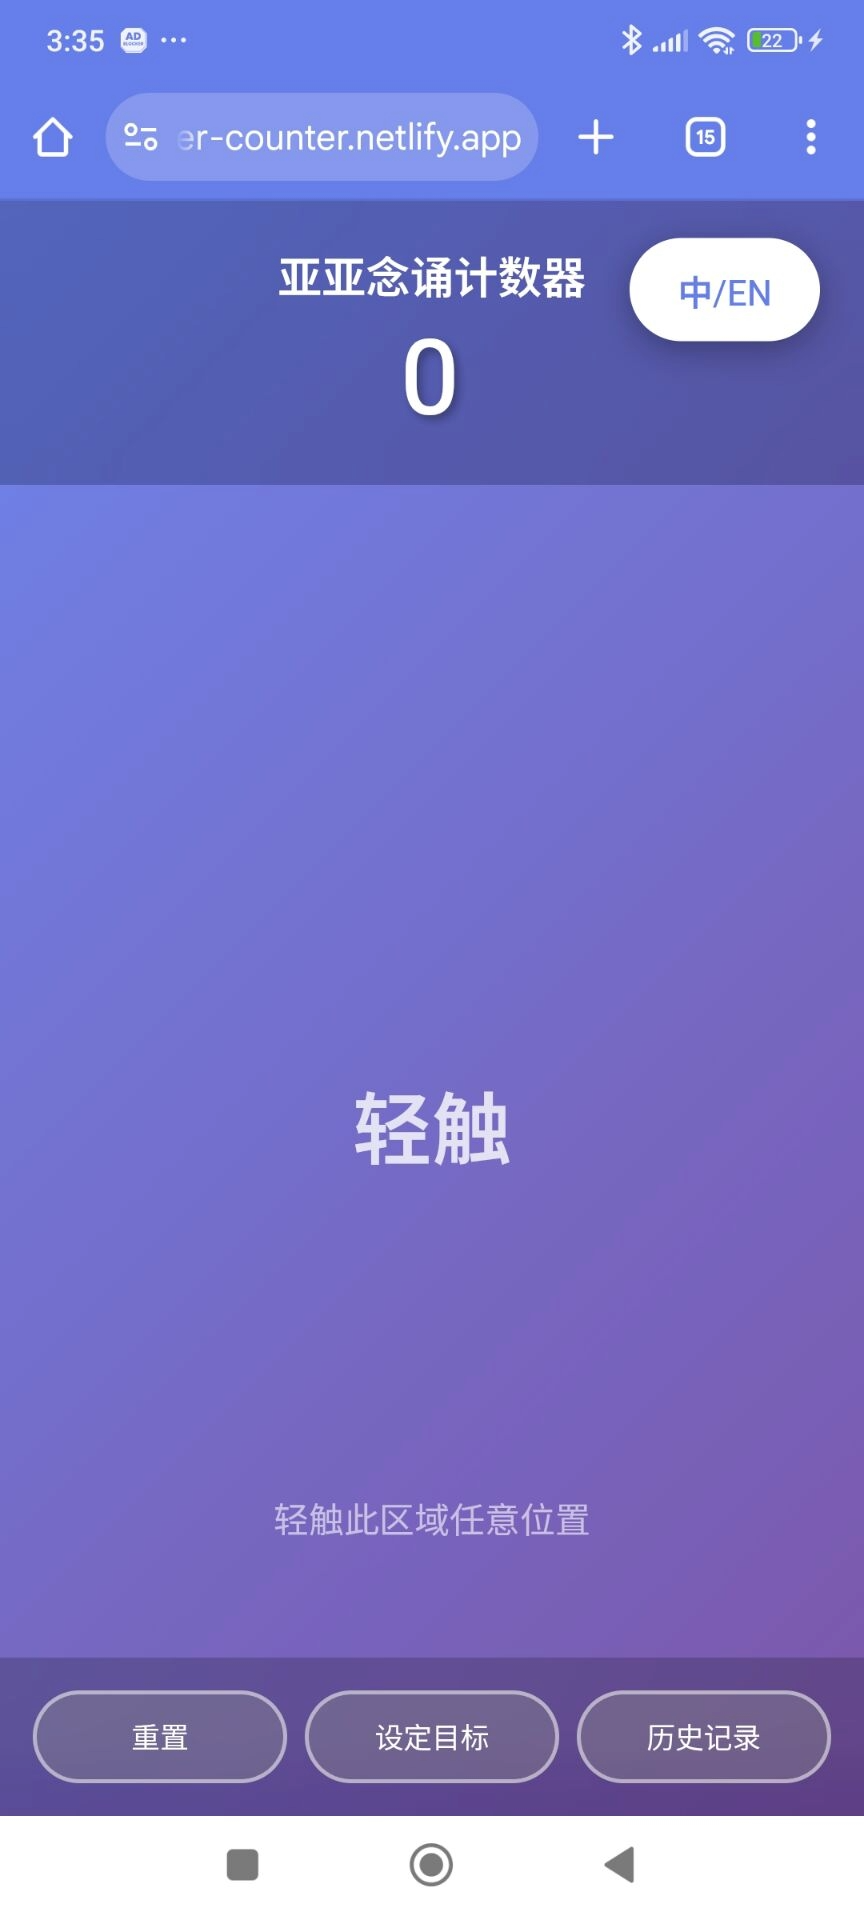 3:35
AD
BLOCKER
22
er-counter.netlify.app
15
亚亚念诵计数器
中/EN
0
轻触
轻触此区域任意位置
重置
设定目标
历史记录